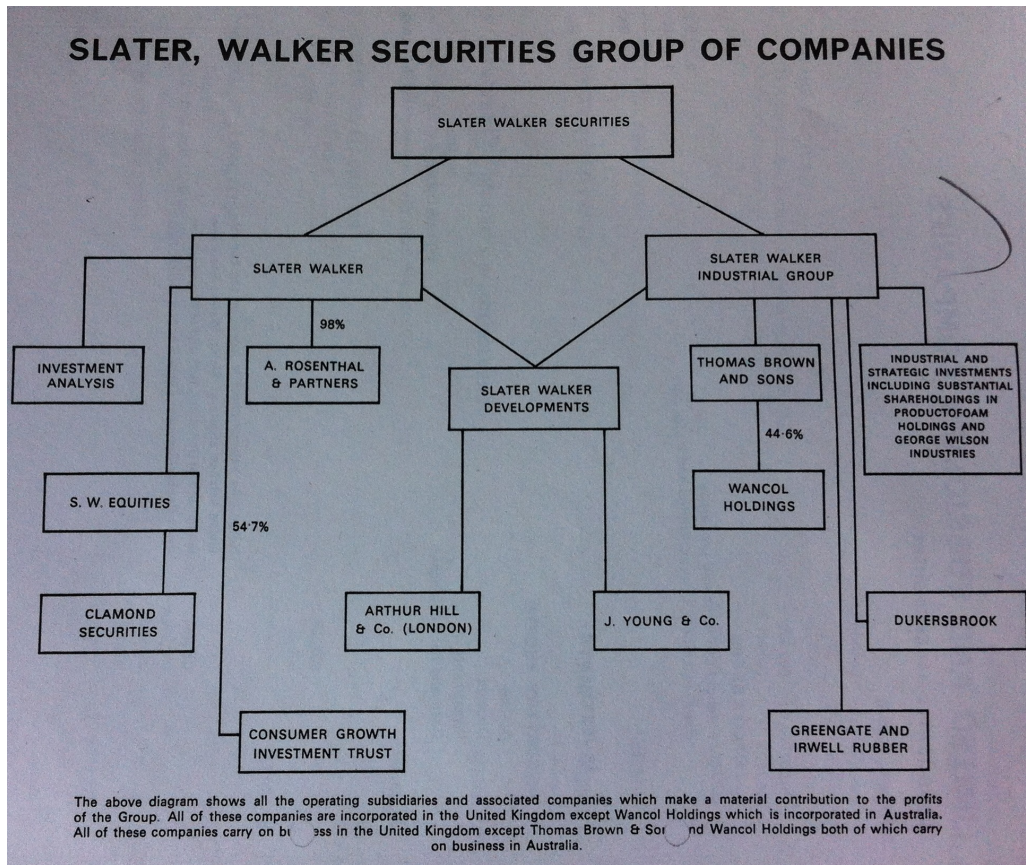 SLATER, WALKER SECURITIES GROUP OF COMPANIES
SLATER WALKER SECURITIES
SLATER WALKER
SLATER WALKER
INDUSTRIAL GROUP
98%
INVESTMENT
ANALYSIS
A. ROSENTHAL
& PARTNERS
SLATER WALKER
DEVELOPMENTS
THOMAS BROWN
AND SONS
INDUSTRIAL AND
STRATEGIC INVESTMENTS
INCLUDING SUBSTANTIAL
SHAREHOLDINGS IN
PRODUCTOFOAM
HOLDINGS AND
GEORGE WILSON
INDUSTRIES
44·6%
S. W. EQUITIES
54·7%
WANCOL
HOLDINGS
CLAMOND
SECURITIES
ARTHUR HILL
& Co. (LONDON)
J. YOUNG & Co.
DUKERSBROOK
CONSUMER GROWTH
INVESTMENT TRUST
GREENGATE AND
IRWELL RUBBER
The above diagram shows all the operating subsidiaries and associated companies which make a material contribution to the profits
of the Group. All of these companies are incorporated in the United Kingdom except Wancol Holdings which is incorporated in Australia.
All of these companies carry on in the United Kingdom except Thomas Brown & Wancol Holdings both of which carry
on business in Australia.